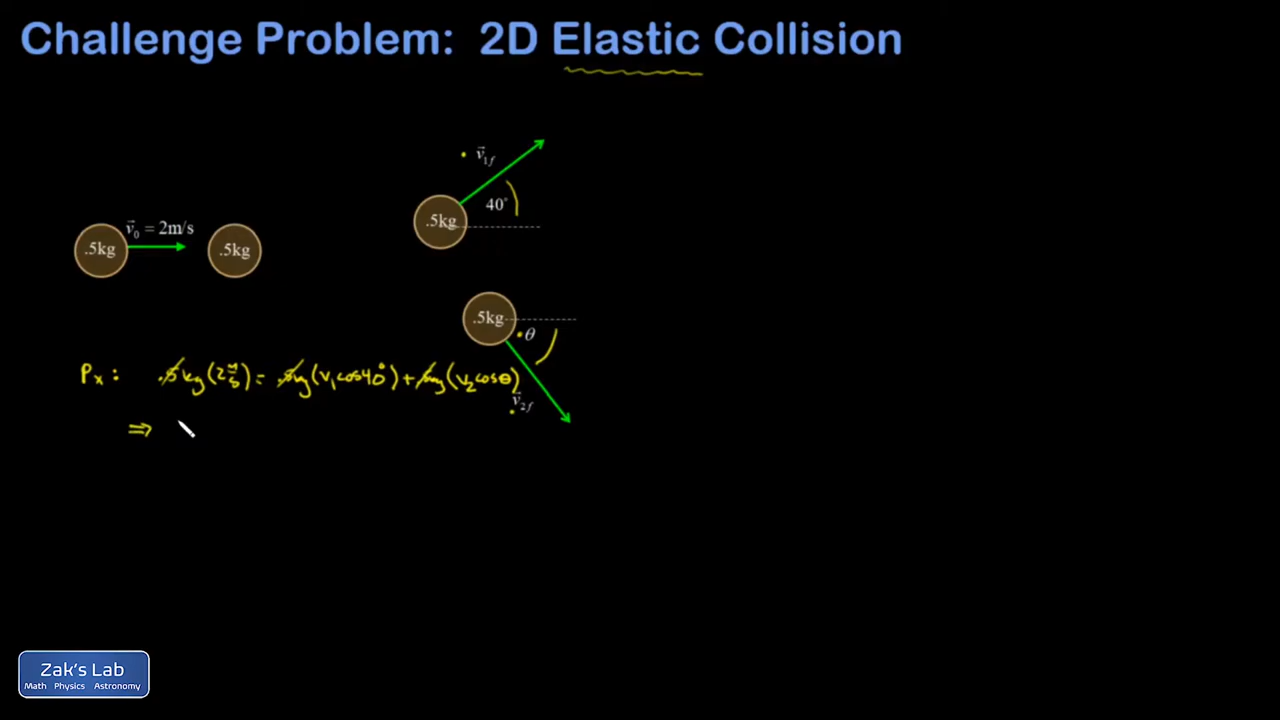 Challenge Problem: 2D Elastic Collision
v⃗₁f
40°
.5kg
v⃗₀ = 2m/s
.5kg
.5kg
.5kg
θ
Pₓ: .5kg(2 m/s) = .5kg(v₁cos40°) + .5kg(v₂cosθ)
v⃗₂f
⇒
Zak's Lab
Math Physics Astronomy